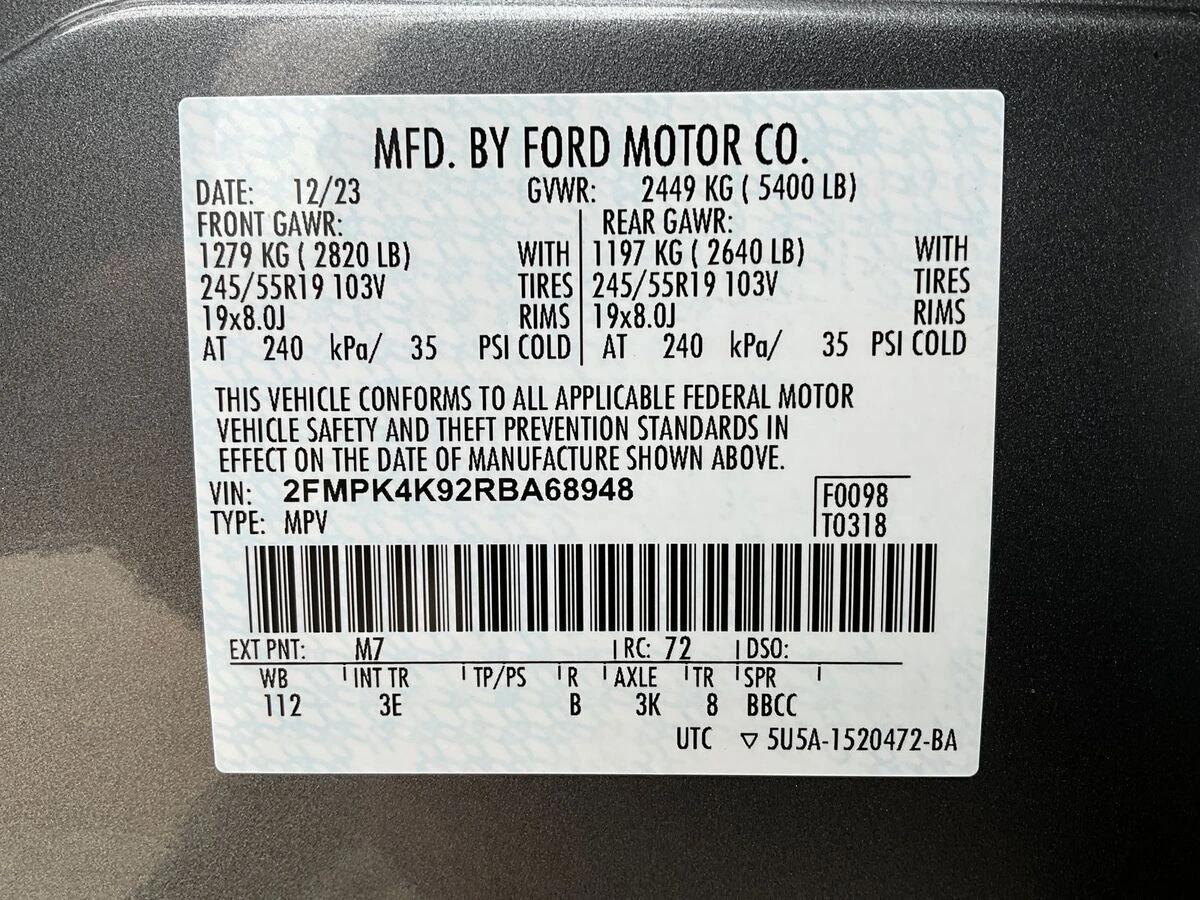 MFD. BY FORD MOTOR CO.
DATE: 12/23 GVWR: 2449 KG ( 5400 LB)
FRONT GAWR: REAR GAWR:
1279 KG ( 2820 LB) WITH 1197 KG ( 2640 LB) WITH
245/55R19 103V TIRES 245/55R19 103V TIRES
19x8.0J RIMS 19x8.0J RIMS
AT 240 kPa/ 35 PSI COLD AT 240 kPa/ 35 PSI COLD
THIS VEHICLE CONFORMS TO ALL APPLICABLE FEDERAL MOTOR
VEHICLE SAFETY AND THEFT PREVENTION STANDARDS IN
EFFECT ON THE DATE OF MANUFACTURE SHOWN ABOVE.
VIN: 2FMPK4K92RBA68948 F0098
TYPE: MPV T0318
EXT PNT: M7 RC: 72 DSO:
WB INT TR TP/PS R AXLE TR SPR
112 3E B 3K 8 BBCC
UTC ▽ 5U5A-1520472-BA